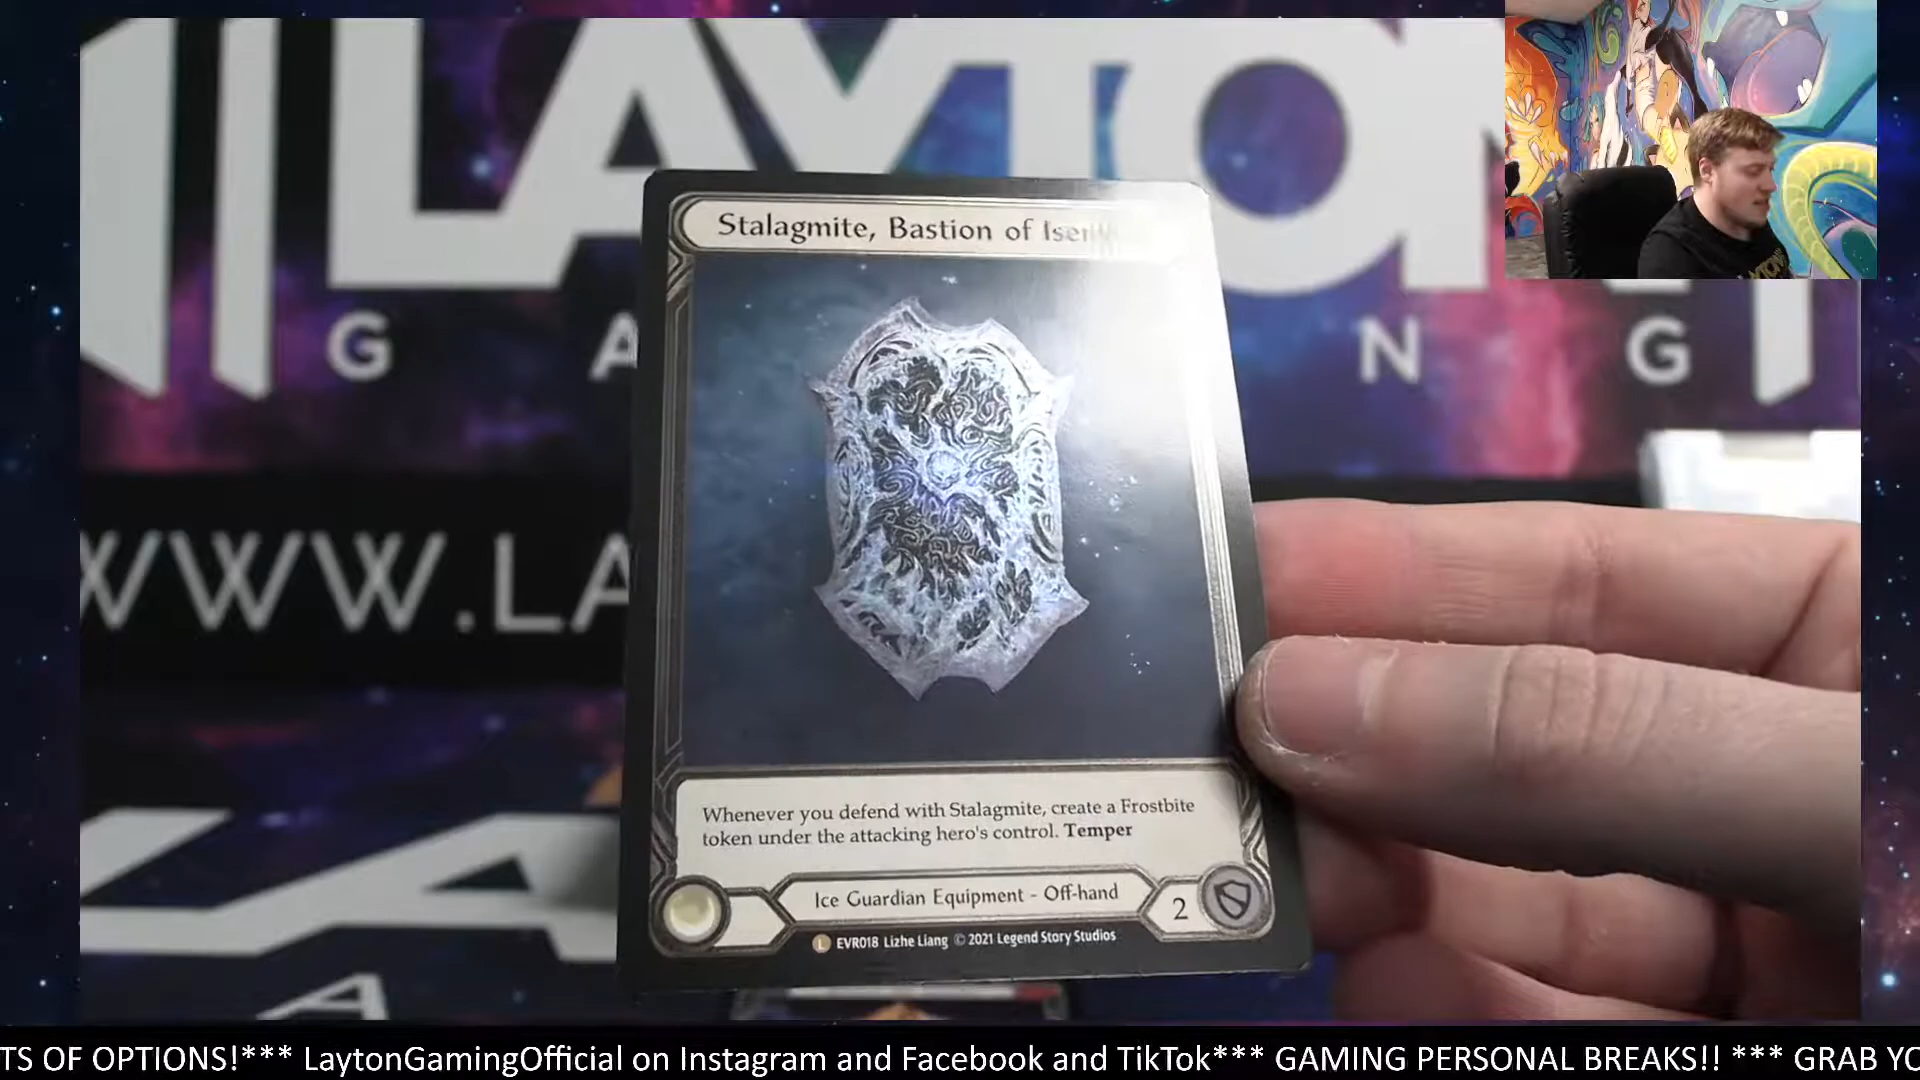 LAYTON
G A N G
WWW.LA
Stalagmite, Bastion of
Whenever you defend with Stalagmite, create a Frostbite
token under the attacking hero's control. Temper
Ice Guardian Equipment - Off-hand
2
L EVR018 Lizhe Liang © 2021 Legend Story Studios
LA
A
TS OF OPTIONS!*** LaytonGamingOfficial on Instagram and Facebook and TikTok*** GAMING PERSONAL BREAKS!! *** GRAB YO